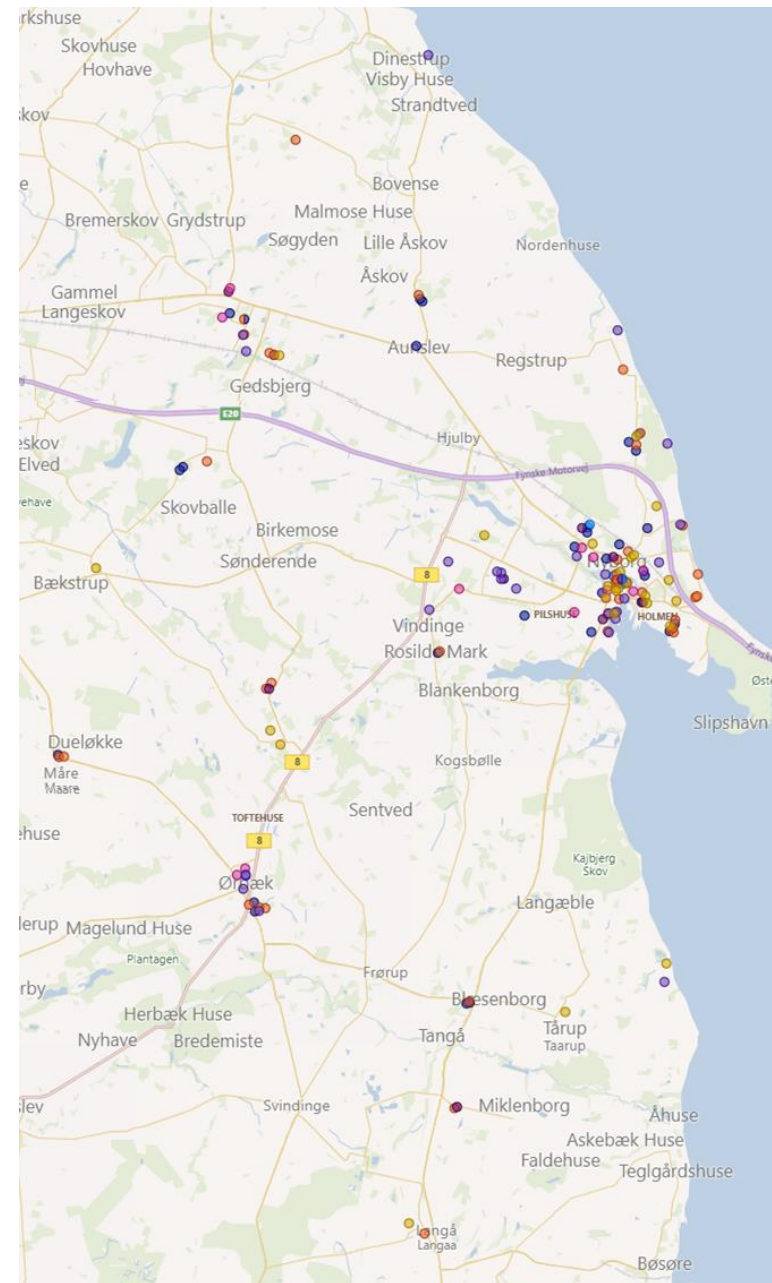 Skovhuse
Hovhave
Dinestrup
Visby Huse
Strandtved
Bovense
Malmose Huse
Bremerskov
Grydstrup
Søgyden
Lille Åskov
Nordenhuse
Åskov
Gammel
Langeskov
Aunslev
Regstrup
Gedsbjerg
E20
Hjulby
Elved
Fynske Motorvej
Skovballe
Birkemose
Sønderende
Nyborg
8
Bækstrup
PILSHUSE
HOLMEN
Vindinge
Rosilde Mark
Blankenborg
Slipshavn
Dueløkke
Kogsbølle
8
Måre
Maare
Sentved
TOFTEHUSE
8
Kajbjerg
Skov
Ørbæk
Langæble
Magelund Huse
Plantagen
Frørup
Herbæk Huse
Nyhave
Bredemiste
Tangå
Tårup
Taarup
Svindinge
Miklenborg
Åhuse
Askebæk Huse
Faldehuse
Teglgårdshuse
Langå
Langaa
Bøsøre